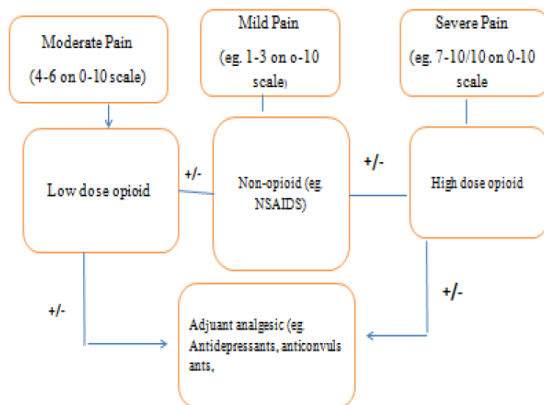 Moderate Pain
(4-6 on 0-10 scale)
Mild Pain
(eg. 1-3 on o-10
scale)
Severe Pain
(eg. 7-10/10 on 0-10
scale
Low dose opioid
+/-
Non-opioid (eg.
NSAIDS)
+/-
High dose opioid
+/-
+/-
Adjuant analgesic (eg.
Antidepressants, anticonvuls
ants,